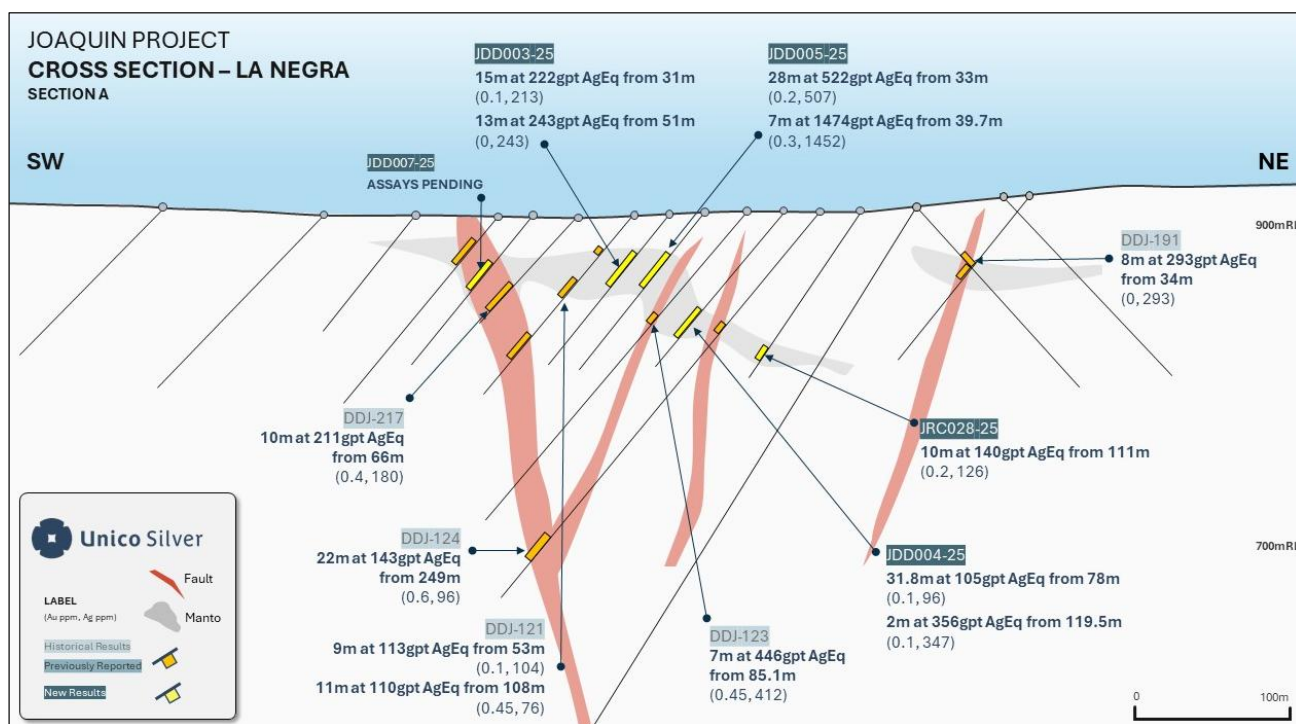 JOAQUIN PROJECT
CROSS SECTION – LA NEGRA
SECTION A
JDD003-25
15m at 222gpt AgEq from 31m
(0.1, 213)
13m at 243gpt AgEq from 51m
(0, 243)
JDD005-25
28m at 522gpt AgEq from 33m
(0.2, 507)
7m at 1474gpt AgEq from 39.7m
(0.3, 1452)
SW
NE
JDD007-25
ASSAYS PENDING
900mRL
DDJ-191
8m at 293gpt AgEq
from 34m
(0, 293)
DDJ-217
10m at 211gpt AgEq
from 66m
(0.4, 180)
JRC028-25
10m at 140gpt AgEq from 111m
(0.2, 126)
DDJ-124
22m at 143gpt AgEq
from 249m
(0.6, 96)
700mRL
JDD004-25
31.8m at 105gpt AgEq from 78m
(0.1, 96)
2m at 356gpt AgEq from 119.5m
(0.1, 347)
DDJ-121
9m at 113gpt AgEq from 53m
(0.1, 104)
11m at 110gpt AgEq from 108m
(0.45, 76)
DDJ-123
7m at 446gpt AgEq
from 85.1m
(0.45, 412)
Unico Silver
Fault
LABEL
(Au ppm, Ag ppm)
Manto
Historical Results
Previously Reported
New Results
0 100m